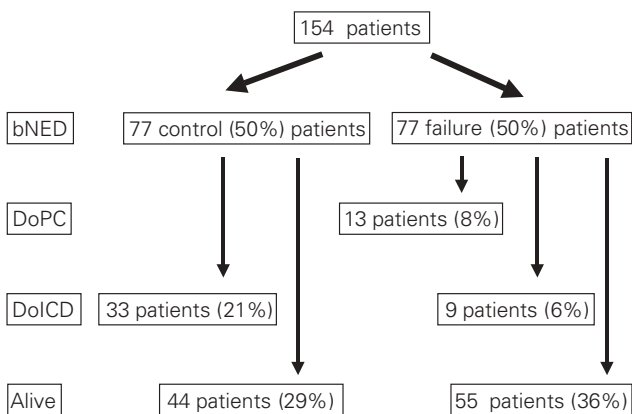 154 patients
bNED 77 control (50%) patients 77 failure (50%) patients
DoPC 13 patients (8%)
DoICD 33 patients (21%) 9 patients (6%)
Alive 44 patients (29%) 55 patients (36%)